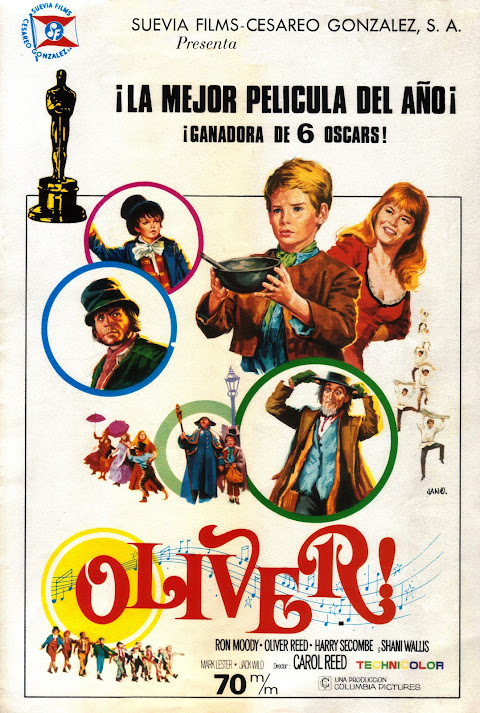 SUEVIA FILMS
CESAREO GONZALEZ, S.A.
SUEVIA FILMS-CESAREO GONZALEZ, S. A.
Presenta
¡LA MEJOR PELICULA DEL AÑO¡
¡GANADORA DE 6 OSCARS!
JANO.
OLIVER!
RON MOODY · OLIVER REED · HARRY SECOMBE y SHANI WALLIS
MARK LESTER · JACK WILD Director: CAROL REED TECHNICOLOR
70 m/m
UNA PRODUCCION
COLUMBIA PICTURES